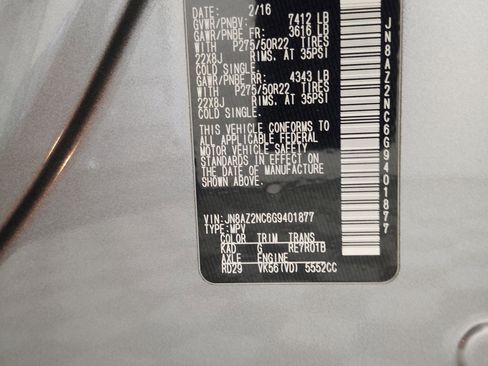 DATE: 2/16
GVWR/PNBV: 7412 LB
GAWR/PNBE FR: 3616 LB
WITH P275/50R22 TIRES
22X8J RIMS, AT 35PSI
COLD SINGLE.
GAWR/PNBE RR: 4343 LB
WITH P275/50R22 TIRES
22X8J RIMS, AT 35PSI
COLD SINGLE.
THIS VEHICLE CONFORMS TO
ALL APPLICABLE FEDERAL
MOTOR VEHICLE SAFETY
STANDARDS IN EFFECT ON
THE DATE OF MANUFACTURE
SHOWN ABOVE.
VIN: JN8AZ2NC6G9401877
TYPE: MPV
COLOR TRIM TRANS
KAD G RE7R01B
AXLE ENGINE
RD29 VK56(VD) 5552CC
JN8AZ2NC6G9401877